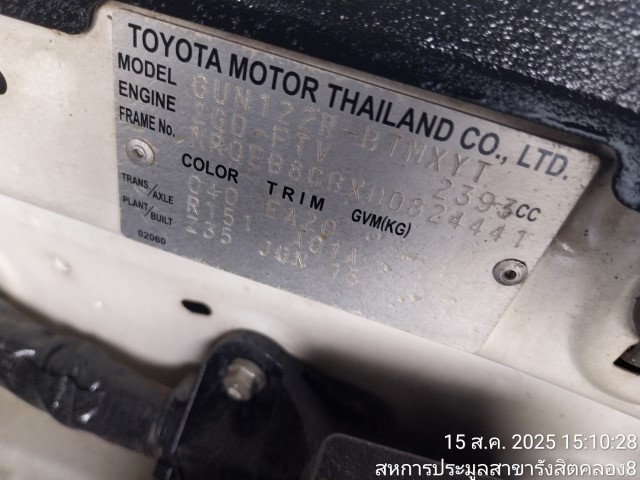 TOYOTA MOTOR THAILAND CO., LTD.
MODEL GUN122R-BTMXYT
ENGINE 2GD-FTV 2393 CC
FRAME No.
COLOR TRIM GVM(KG)
040 EA20
TRANS/AXLE R151
PLANT/BUILT 235 JUN 15
02060
15 ส.ค. 2025 15:10:28
สหการประมูลสาขารังสิตคลอง8